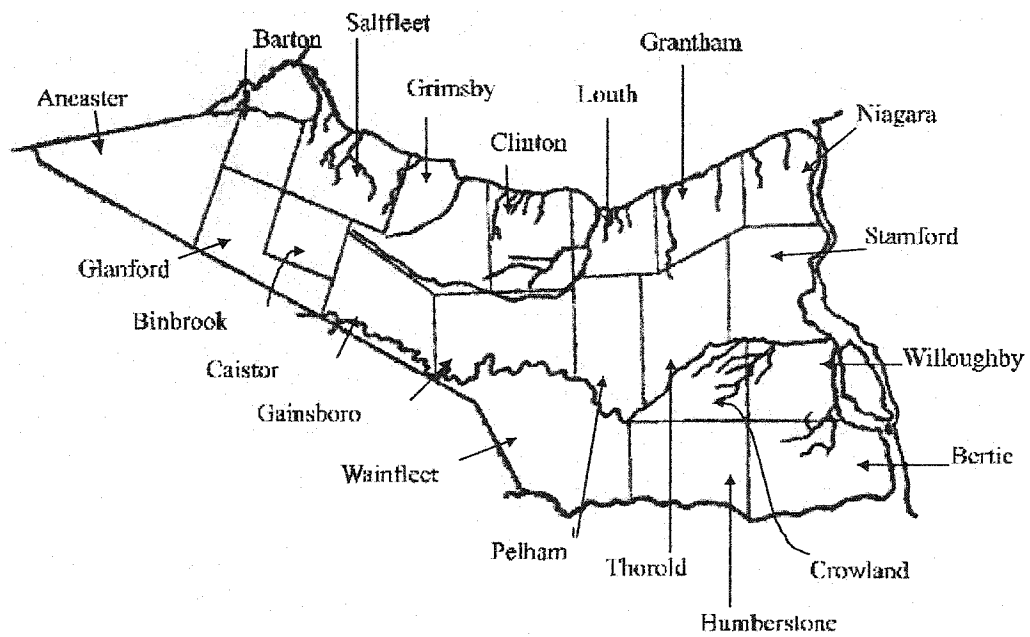 Saltfleet
Barton
Grantham
Ancaster
Grimsby
Louth
Niagara
Clinton
Stamford
Glanford
Binbrook
Willoughby
Caistor
Gainsboro
Wainfleet
Bertie
Pelham
Thorold
Crowland
Humberstone